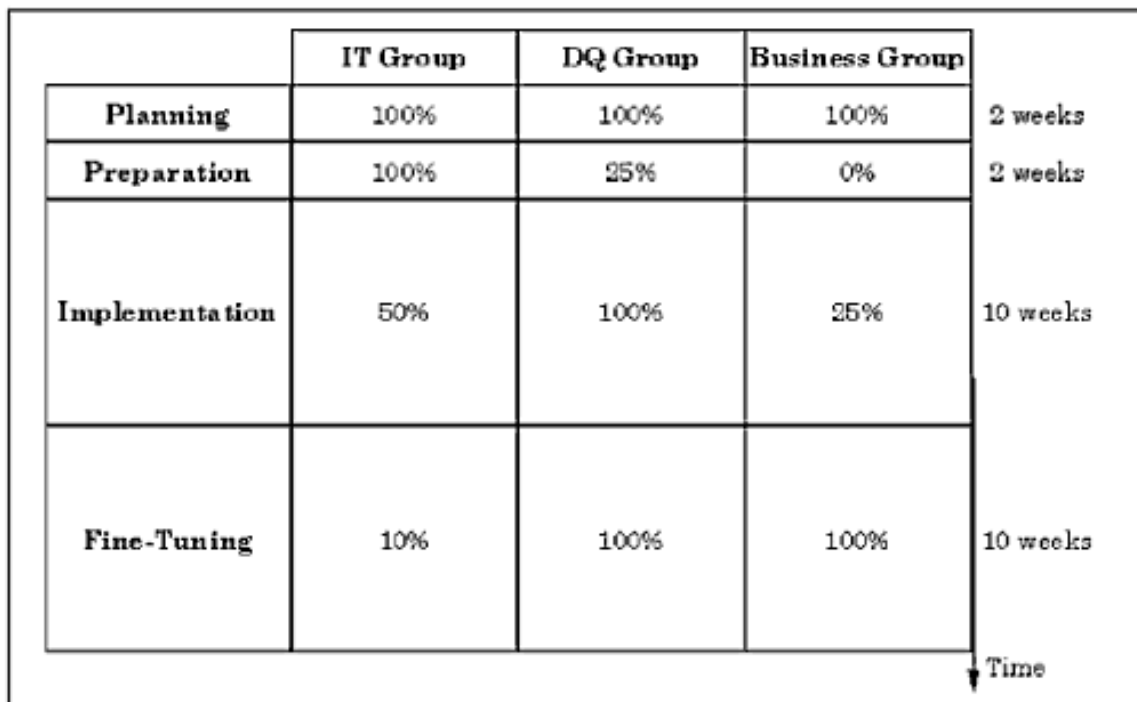 IT Group DQ Group Business Group
Planning 100% 100% 100% 2 weeks
Preparation 100% 25% 0% 2 weeks
Implementation 50% 100% 25% 10 weeks
Fine-Tuning 10% 100% 100% 10 weeks
Time